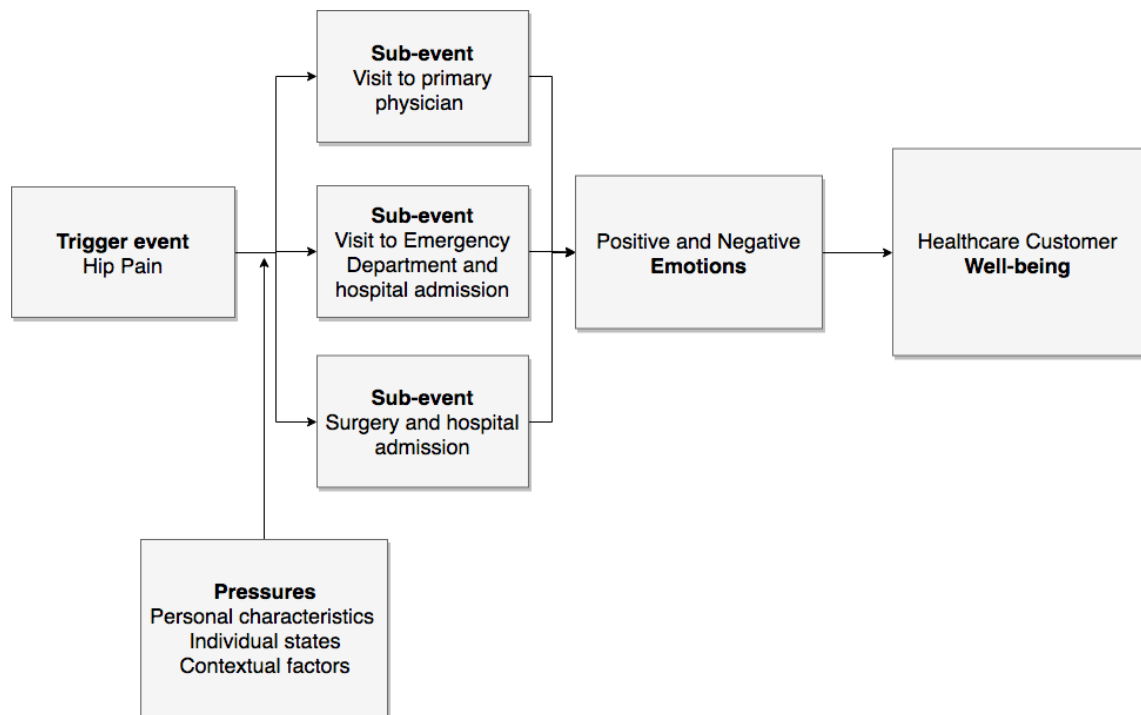 Sub-event
Visit to primary
physician
Trigger event
Hip Pain
Sub-event
Visit to Emergency
Department and
hospital admission
Positive and Negative
Emotions
Healthcare Customer
Well-being
Sub-event
Surgery and hospital
admission
Pressures
Personal characteristics
Individual states
Contextual factors